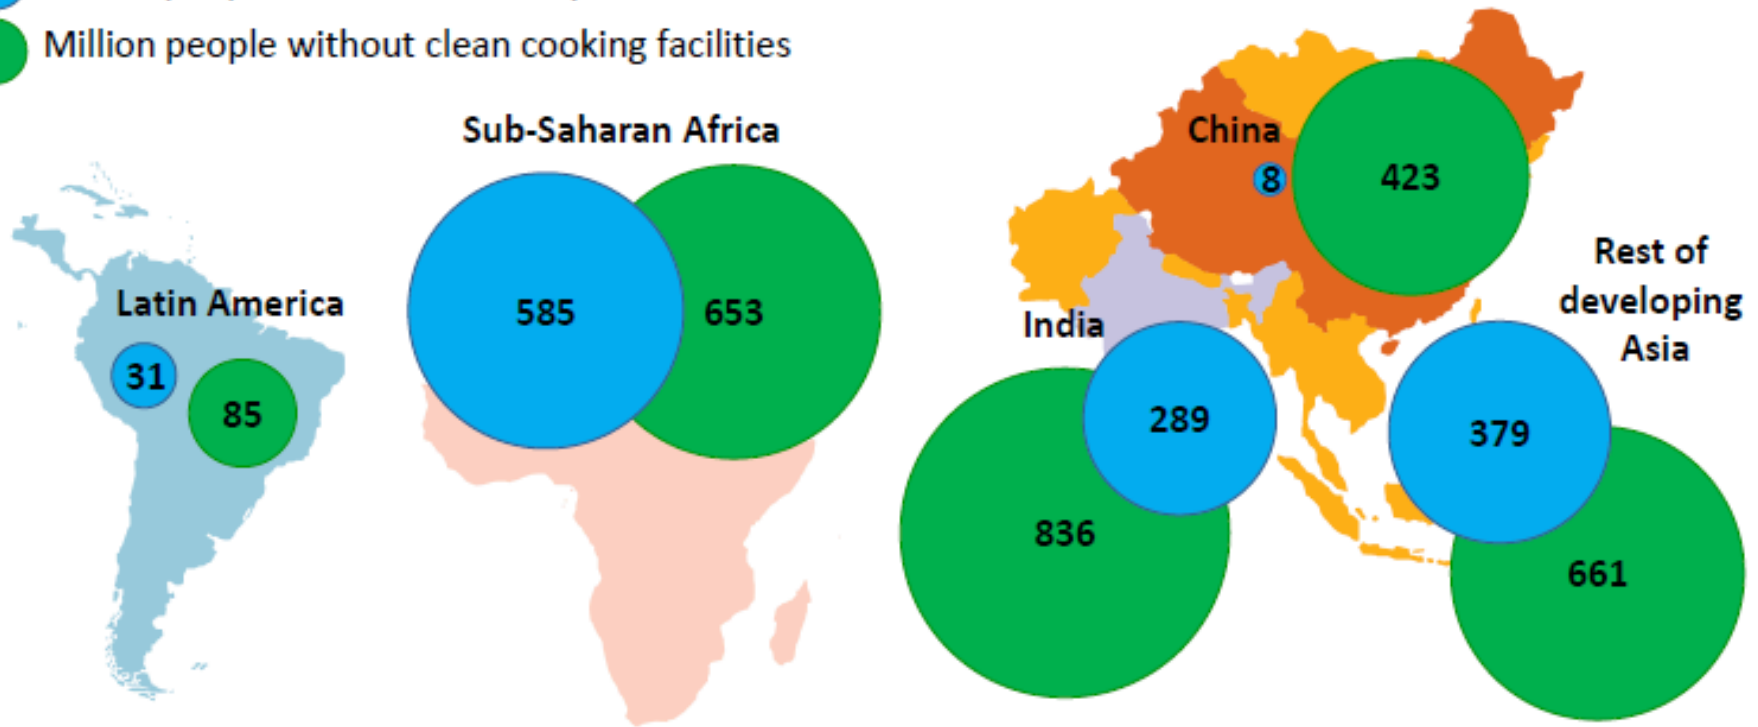 Million people without clean cooking facilities
Sub-Saharan Africa
China
8
423
Rest of
developing
Asia
Latin America
585
653
India
31
85
289
379
836
661